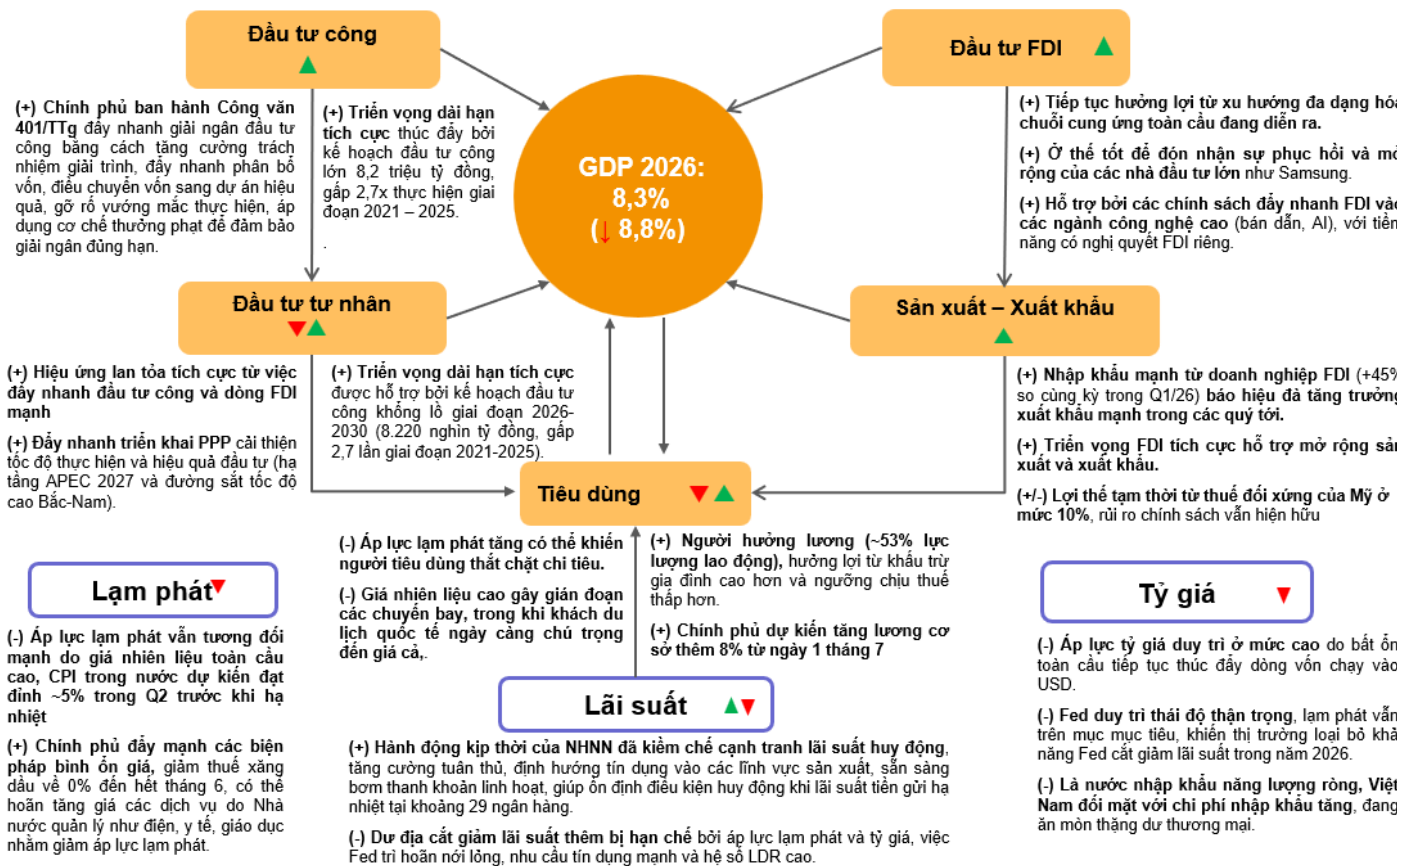 Đầu tư công
(+) Chính phủ ban hành Công văn
401/TTg đẩy nhanh giải ngân đầu tư
công bằng cách tăng cường trách
nhiệm giải trình, đẩy nhanh phân bổ
vốn, điều chuyển vốn sang dự án hiệu
quả, gỡ rối vướng mắc thực hiện, áp
dụng cơ chế thưởng phạt để đảm bảo
giải ngân đúng hạn.
(+) Triển vọng dài hạn
tích cực thúc đẩy bởi
kế hoạch đầu tư công
lớn 8,2 triệu tỷ đồng,
gấp 2,7x thực hiện giai
đoạn 2021 – 2025.
.
GDP 2026:
8,3%
(↓ 8,8%)
Đầu tư FDI
(+) Tiếp tục hưởng lợi từ xu hướng đa dạng hóa
chuỗi cung ứng toàn cầu đang diễn ra.
(+) Ở thế tốt để đón nhận sự phục hồi và mở
rộng của các nhà đầu tư lớn như Samsung.
(+) Hỗ trợ bởi các chính sách đẩy nhanh FDI vào
các ngành công nghệ cao (bán dẫn, AI), với tiềm
năng có nghị quyết FDI riêng.
Đầu tư tư nhân
(+) Hiệu ứng lan tỏa tích cực từ việc
đẩy nhanh đầu tư công và dòng FDI
mạnh
(+) Đẩy nhanh triển khai PPP cải thiện
tốc độ thực hiện và hiệu quả đầu tư (hạ
tầng APEC 2027 và đường sắt tốc độ
cao Bắc-Nam).
(+) Triển vọng dài hạn tích cực
được hỗ trợ bởi kế hoạch đầu tư
công khổng lồ giai đoạn 2026-
2030 (8.220 nghìn tỷ đồng, gấp
2,7 lần giai đoạn 2021-2025).
Sản xuất – Xuất khẩu
(+) Nhập khẩu mạnh từ doanh nghiệp FDI (+45%
so cùng kỳ trong Q1/26) báo hiệu đà tăng trưởng
xuất khẩu mạnh trong các quý tới.
(+) Triển vọng FDI tích cực hỗ trợ mở rộng sản
xuất và xuất khẩu.
(+/-) Lợi thế tạm thời từ thuế đối xứng của Mỹ ở
mức 10%, rủi ro chính sách vẫn hiện hữu
Tiêu dùng
(-) Áp lực lạm phát tăng có thể khiến
người tiêu dùng thắt chặt chi tiêu.
(-) Giá nhiên liệu cao gây gián đoạn
các chuyến bay, trong khi khách du
lịch quốc tế ngày càng chú trọng
đến giá cả,.
(+) Người hưởng lương (~53% lực
lượng lao động), hưởng lợi từ khấu trừ
gia đình cao hơn và ngưỡng chịu thuế
thấp hơn.
(+) Chính phủ dự kiến tăng lương cơ
sở thêm 8% từ ngày 1 tháng 7
Lạm phát
(-) Áp lực lạm phát vẫn tương đối
mạnh do giá nhiên liệu toàn cầu
cao, CPI trong nước dự kiến đạt
đỉnh ~5% trong Q2 trước khi hạ
nhiệt
(+) Chính phủ đẩy mạnh các biện
pháp bình ổn giá, giảm thuế xăng
dầu về 0% đến hết tháng 6, có thể
hoãn tăng giá các dịch vụ do Nhà
nước quản lý như điện, y tế, giáo dục
nhằm giảm áp lực lạm phát.
Lãi suất
(+) Hành động kịp thời của NHNN đã kiềm chế cạnh tranh lãi suất huy động,
tăng cường tuân thủ, định hướng tín dụng vào các lĩnh vực sản xuất, sẵn sàng
bơm thanh khoản linh hoạt, giúp ổn định điều kiện huy động khi lãi suất tiền gửi hạ
nhiệt tại khoảng 29 ngân hàng.
(-) Dư địa cắt giảm lãi suất thêm bị hạn chế bởi áp lực lạm phát và tỷ giá, việc
Fed trì hoãn nới lỏng, nhu cầu tín dụng mạnh và hệ số LDR cao.
Tỷ giá
(-) Áp lực tỷ giá duy trì ở mức cao do bất ổn
toàn cầu tiếp tục thúc đẩy dòng vốn chạy vào
USD.
(-) Fed duy trì thái độ thận trọng, lạm phát vẫn
trên mục mục tiêu, khiến thị trường loại bỏ khả
năng Fed cắt giảm lãi suất trong năm 2026.
(-) Là nước nhập khẩu năng lượng ròng, Việt
Nam đối mặt với chi phí nhập khẩu tăng, đang
ăn mòn thặng dư thương mại.